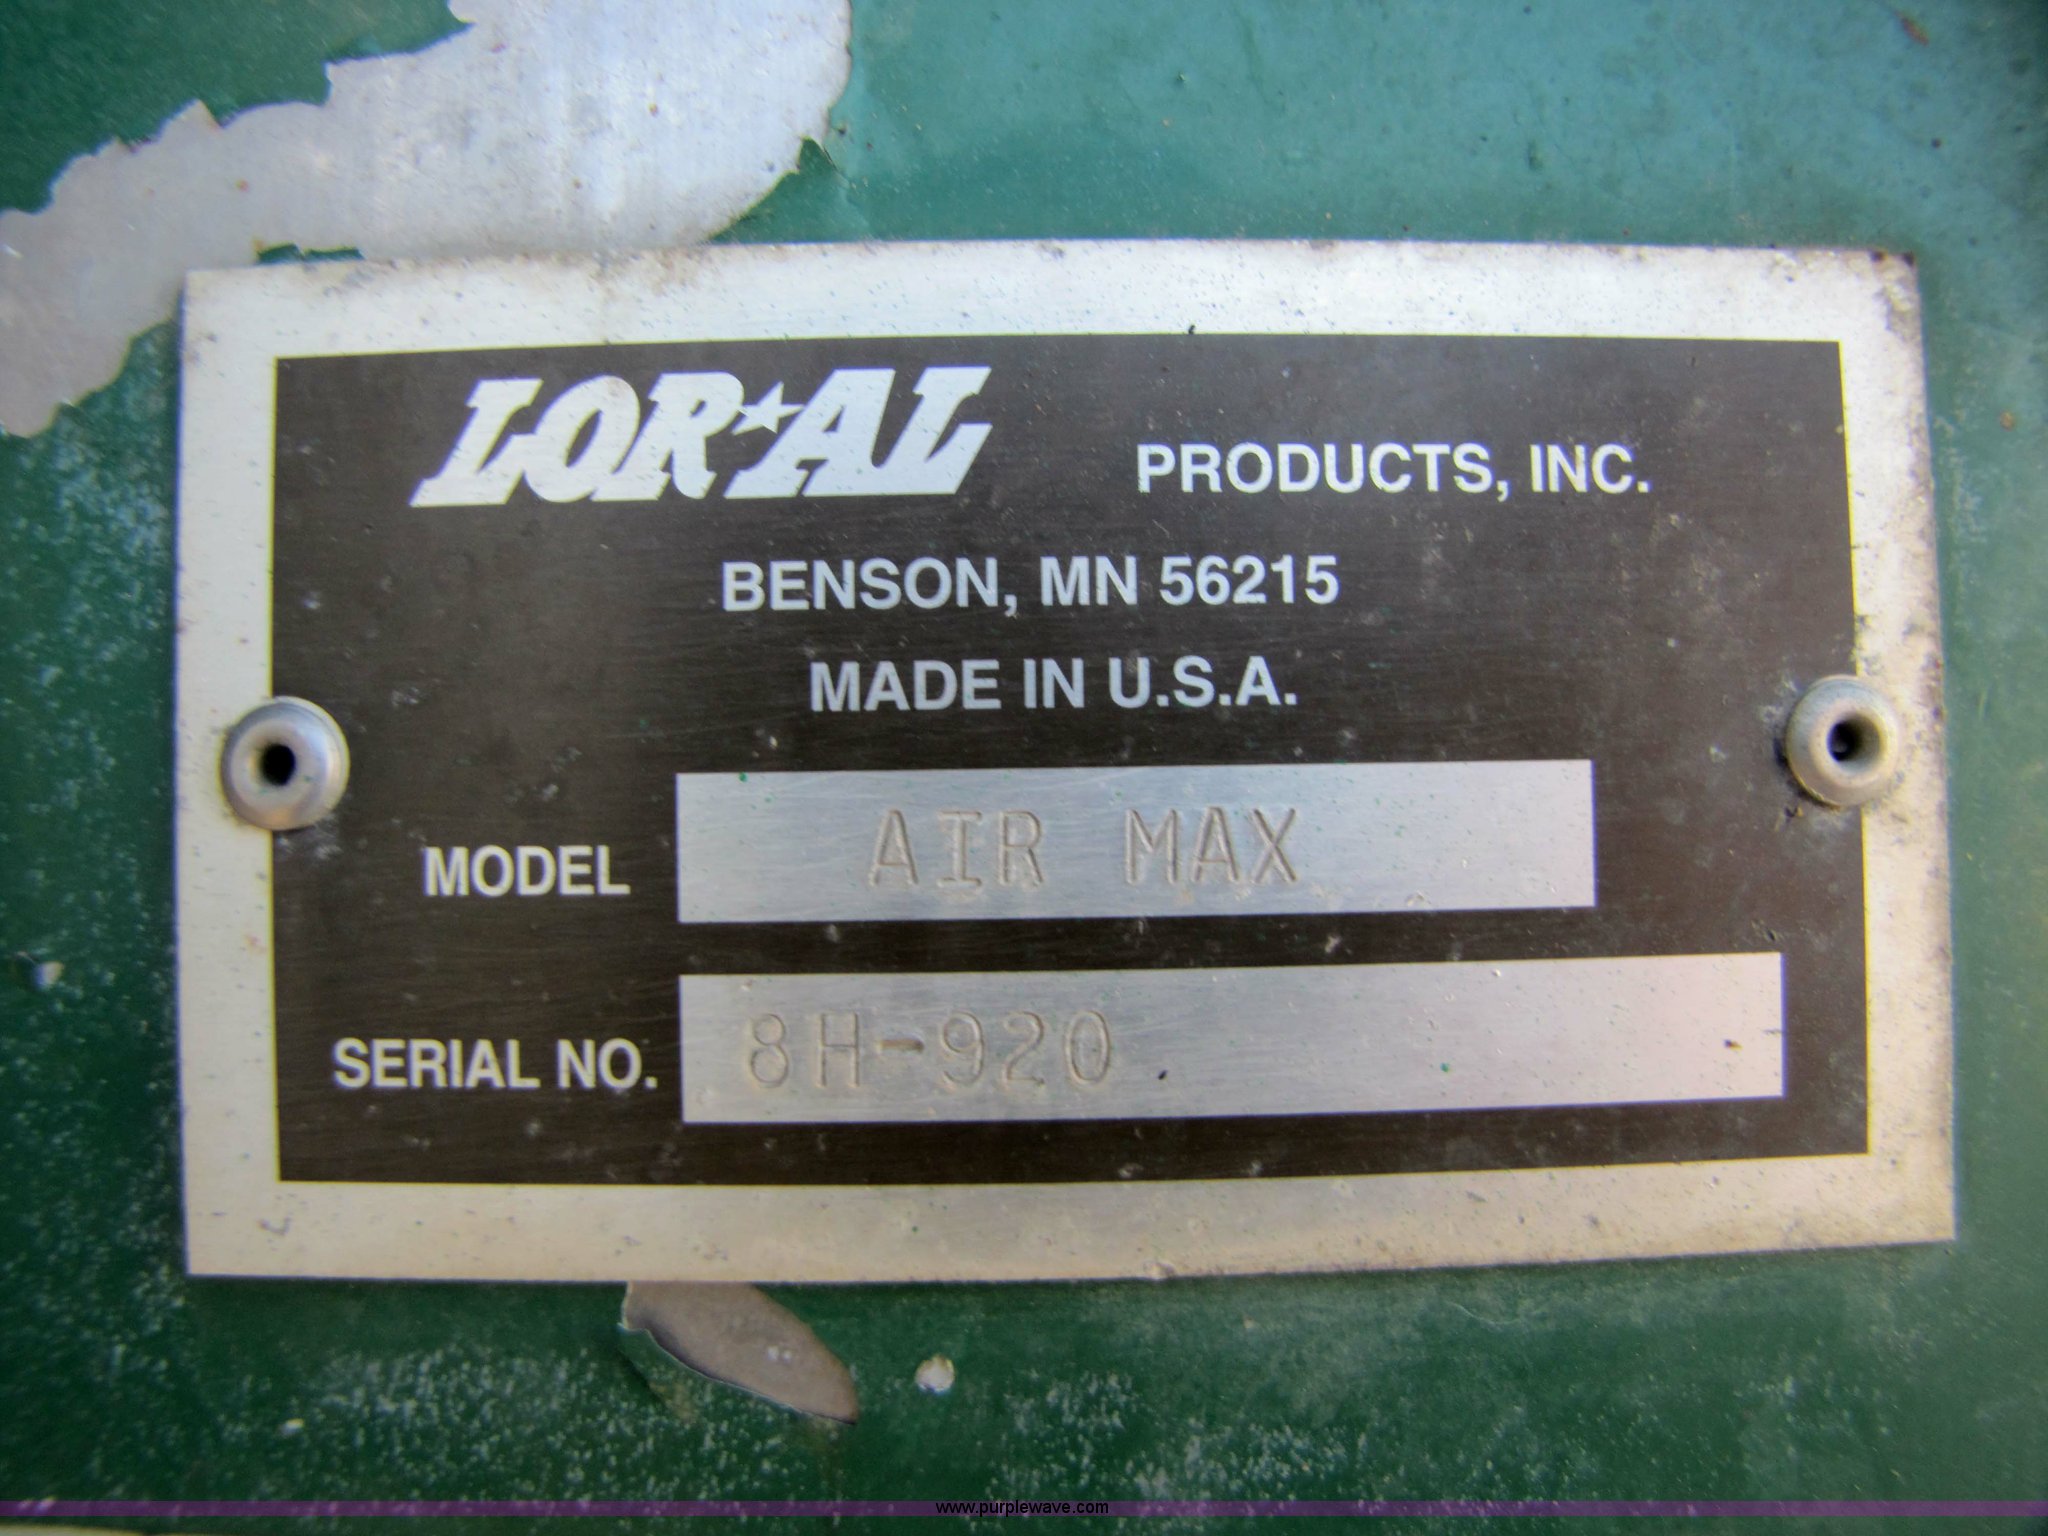 LOR★AL PRODUCTS, INC.
BENSON, MN 56215
MADE IN U.S.A.
MODEL AIR MAX
SERIAL NO. 8H-920
www.purplewave.com